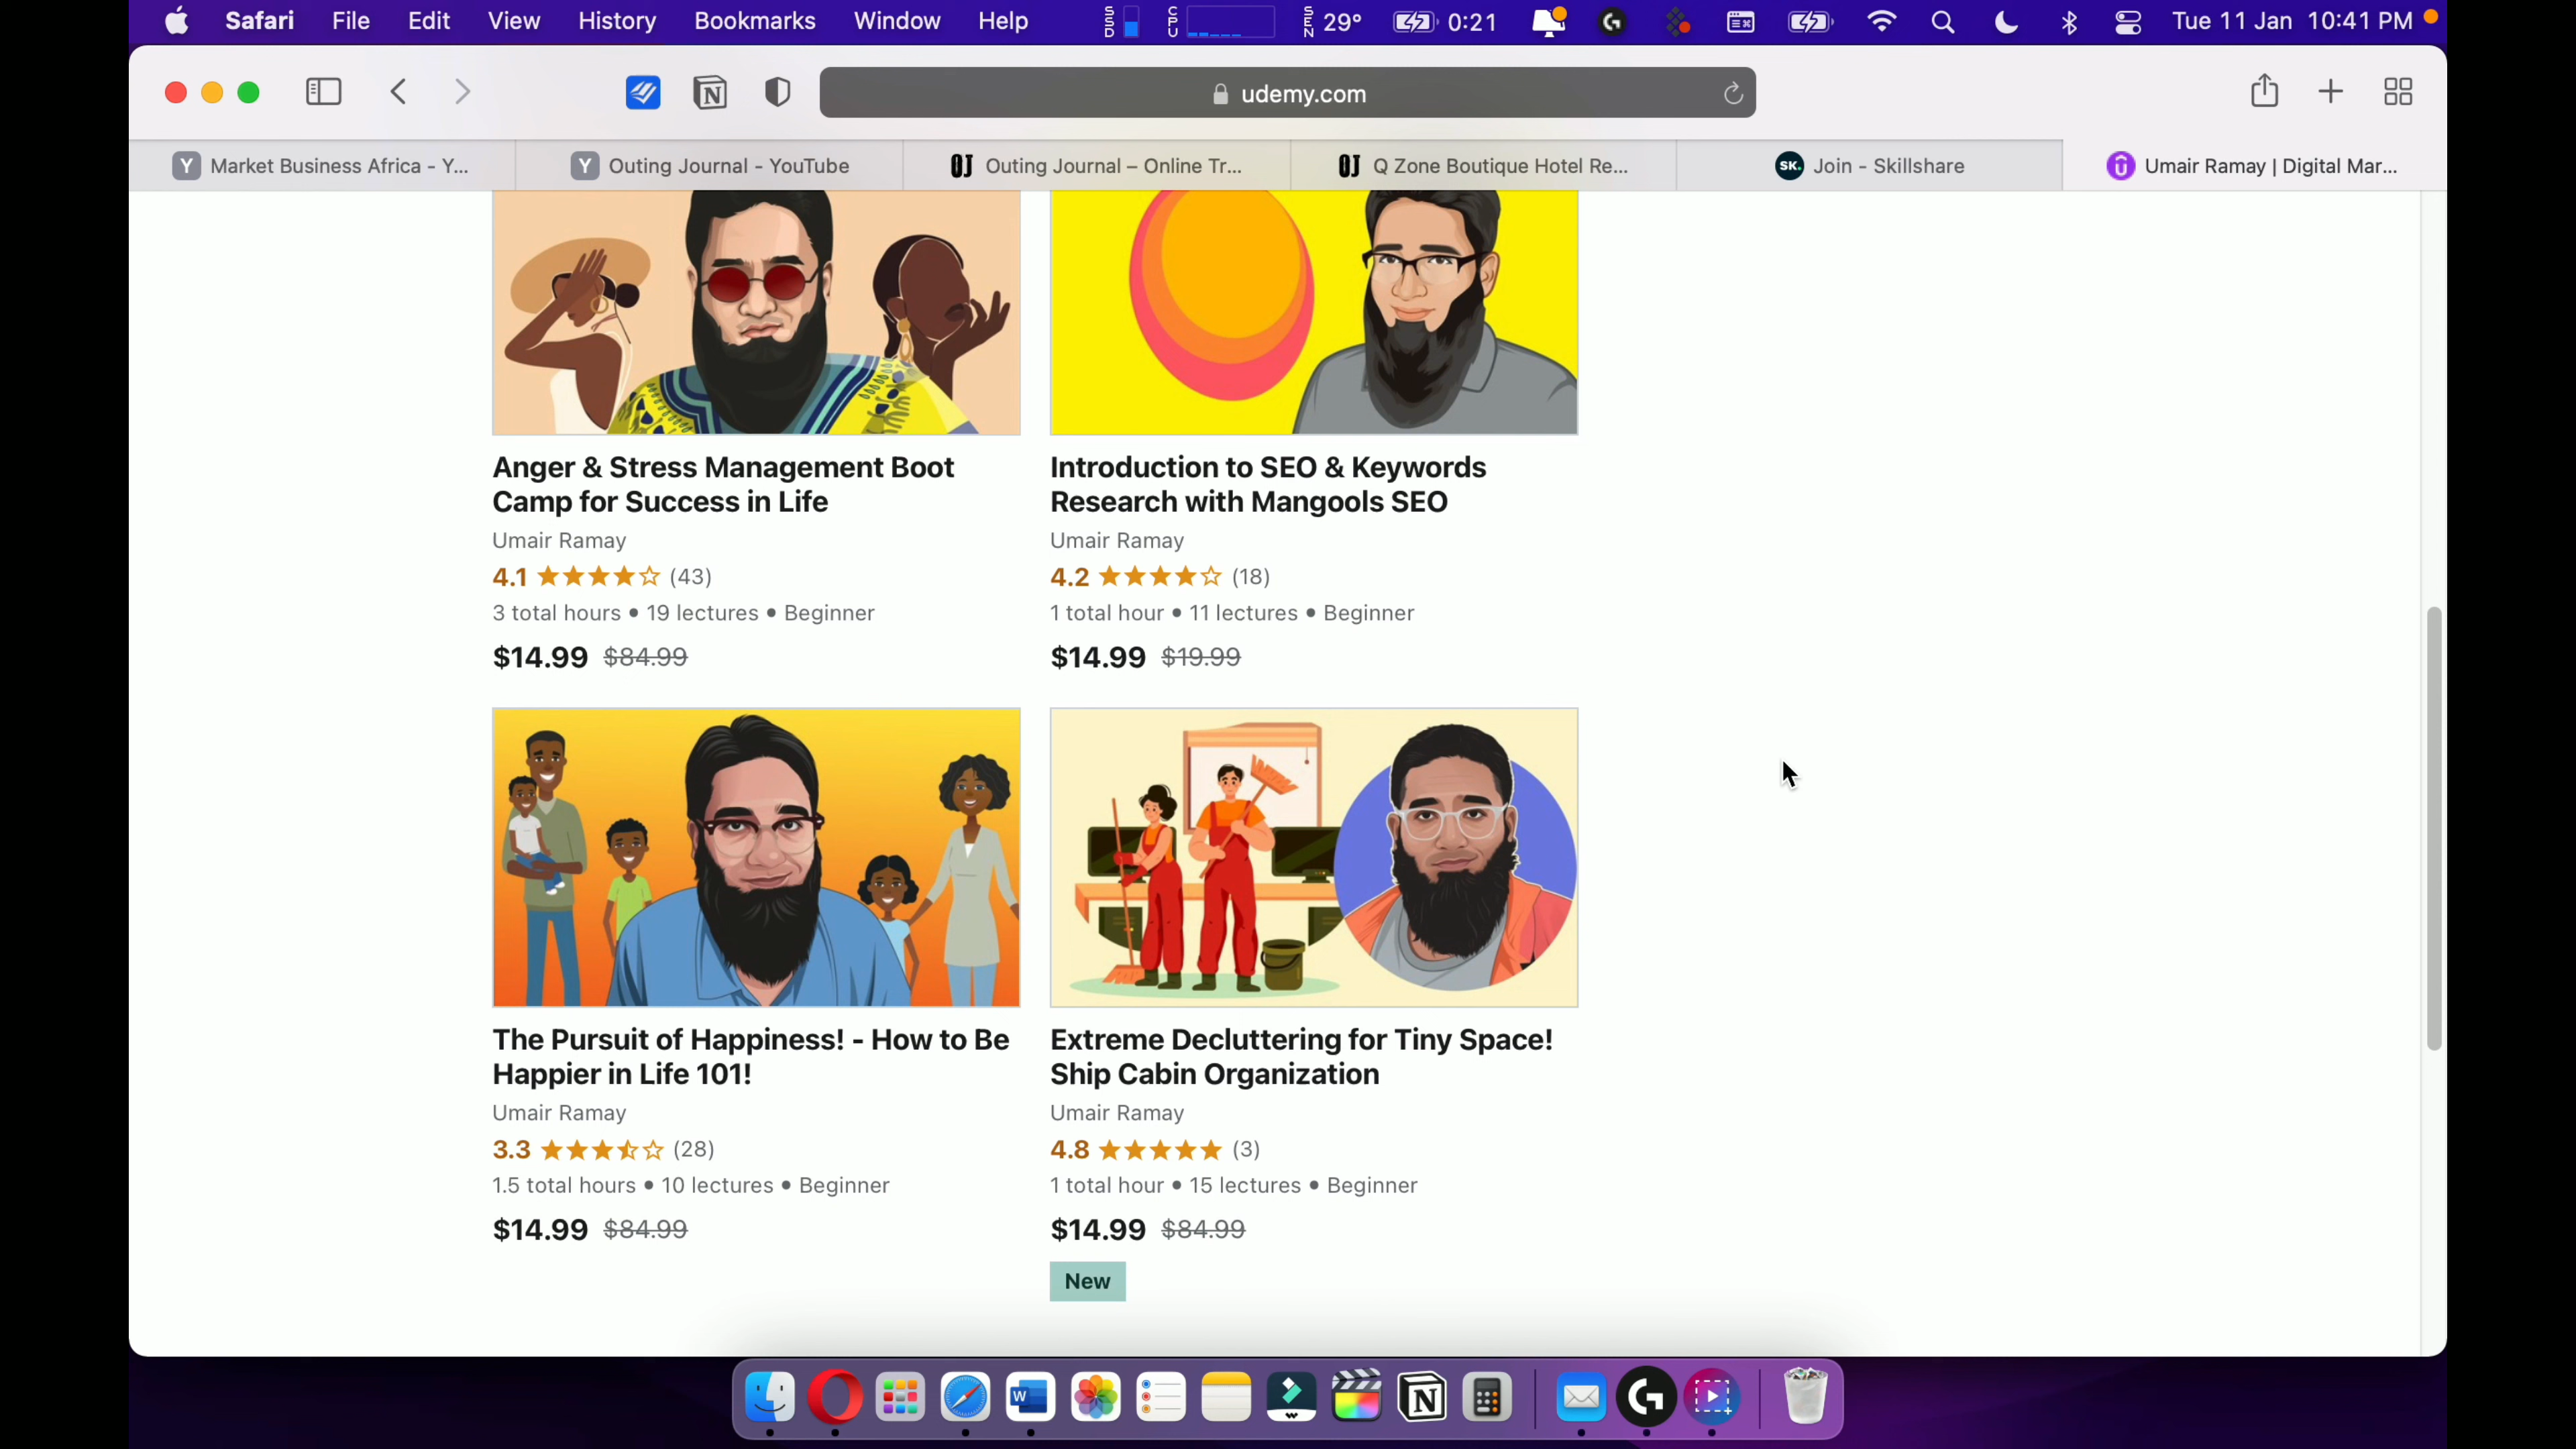 Safari File Edit View History Bookmarks Window Help SSD CPU SEN 29° 0:21 Tue 11 Jan 10:41 PM
udemy.com
Y Market Business Africa - Y... Y Outing Journal - YouTube OJ Outing Journal – Online Tr... OJ Q Zone Boutique Hotel Re... SK. Join - Skillshare Umair Ramay | Digital Mar...
Anger & Stress Management Boot
Camp for Success in Life
Umair Ramay
4.1 (43)
3 total hours • 19 lectures • Beginner
$14.99 $84.99
Introduction to SEO & Keywords
Research with Mangools SEO
Umair Ramay
4.2 (18)
1 total hour • 11 lectures • Beginner
$14.99 $19.99
The Pursuit of Happiness! - How to Be
Happier in Life 101!
Umair Ramay
3.3 (28)
1.5 total hours • 10 lectures • Beginner
$14.99 $84.99
Extreme Decluttering for Tiny Space!
Ship Cabin Organization
Umair Ramay
4.8 (3)
1 total hour • 15 lectures • Beginner
$14.99 $84.99
New